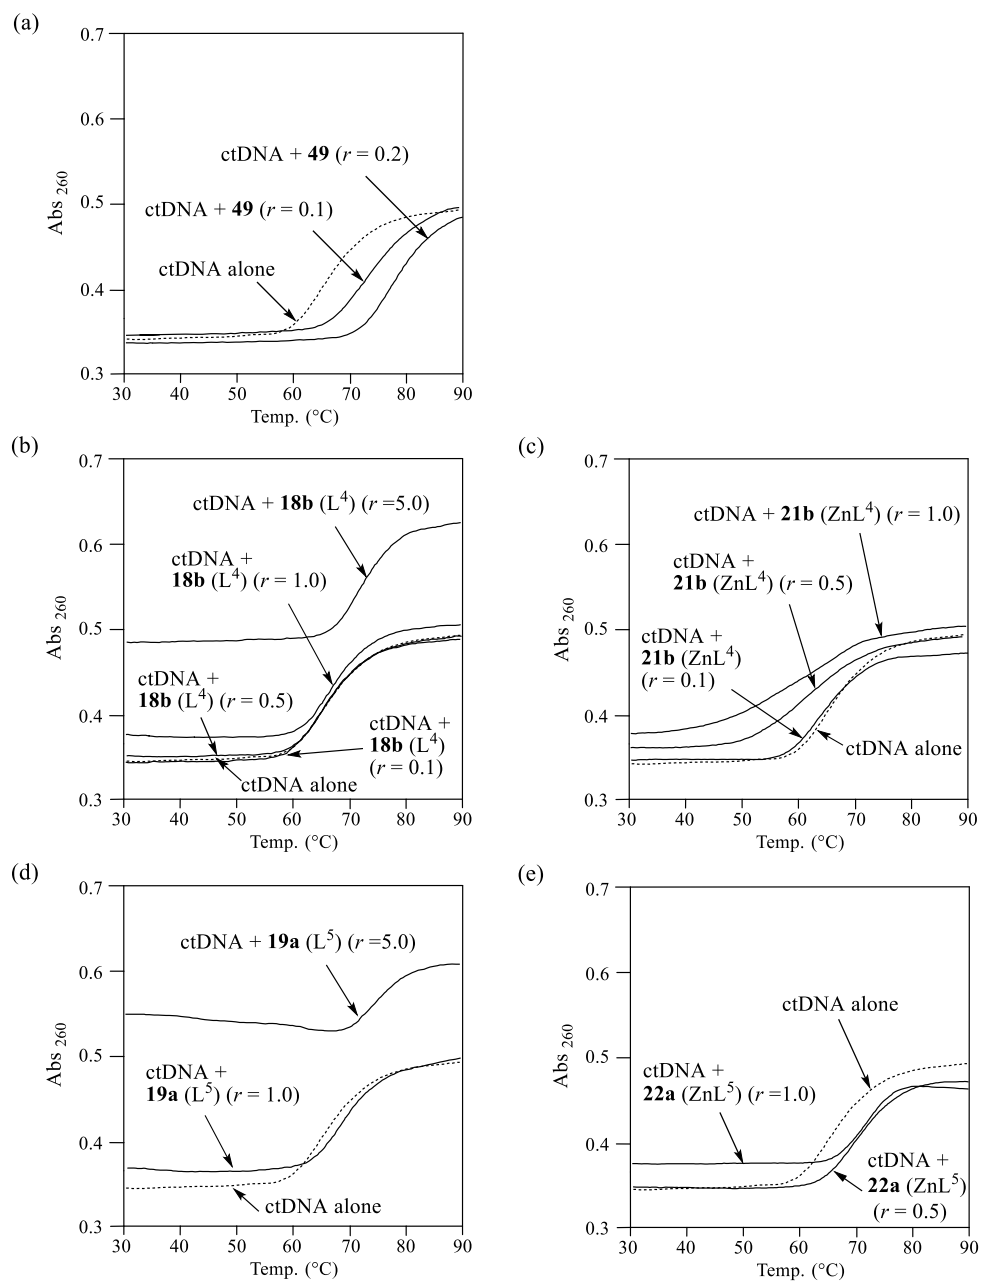 (a)
0.7
0.6
0.5
0.4
0.3
Abs 260
ctDNA + 49 (r = 0.2)
ctDNA + 49 (r = 0.1)
ctDNA alone
30 40 50 60 70 80 90
Temp. (°C)
(b)
0.7
0.6
0.5
0.4
0.3
Abs 260
ctDNA + 18b (L4) (r =5.0)
ctDNA +
18b (L4) (r = 1.0)
ctDNA +
18b (L4) (r = 0.5)
ctDNA +
18b (L4)
(r = 0.1)
ctDNA alone
30 40 50 60 70 80 90
Temp. (°C)
(c)
0.7
0.6
0.5
0.4
0.3
Abs 260
ctDNA + 21b (ZnL4) (r = 1.0)
ctDNA +
21b (ZnL4) (r = 0.5)
ctDNA +
21b (ZnL4)
(r = 0.1)
ctDNA alone
30 40 50 60 70 80 90
Temp. (°C)
(d)
0.7
0.6
0.5
0.4
0.3
Abs 260
ctDNA + 19a (L5) (r =5.0)
ctDNA +
19a (L5) (r = 1.0)
ctDNA alone
30 40 50 60 70 80 90
Temp. (°C)
(e)
0.7
0.6
0.5
0.4
0.3
Abs 260
ctDNA alone
ctDNA +
22a (ZnL5) (r =1.0)
ctDNA +
22a (ZnL5)
(r = 0.5)
30 40 50 60 70 80 90
Temp. (°C)